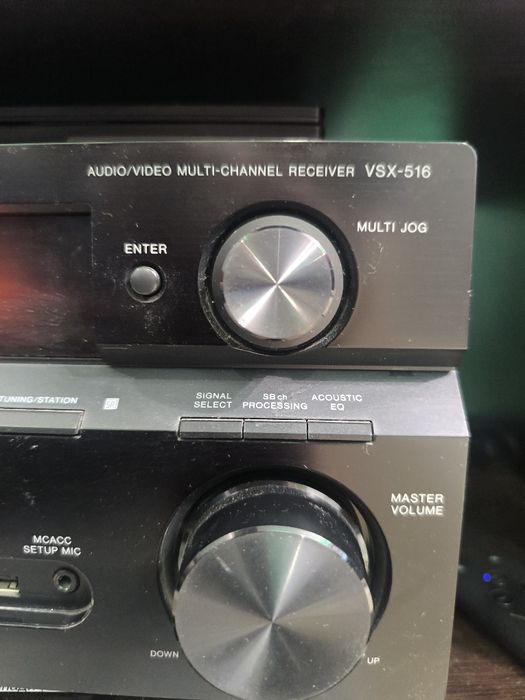 AUDIO/VIDEO MULTI-CHANNEL RECEIVER VSX-516
MULTI JOG
ENTER
TUNING/STATION
SIGNAL
SELECT
SB ch
PROCESSING
ACOUSTIC
EQ
MASTER
VOLUME
MCACC
SETUP MIC
DOWN
UP